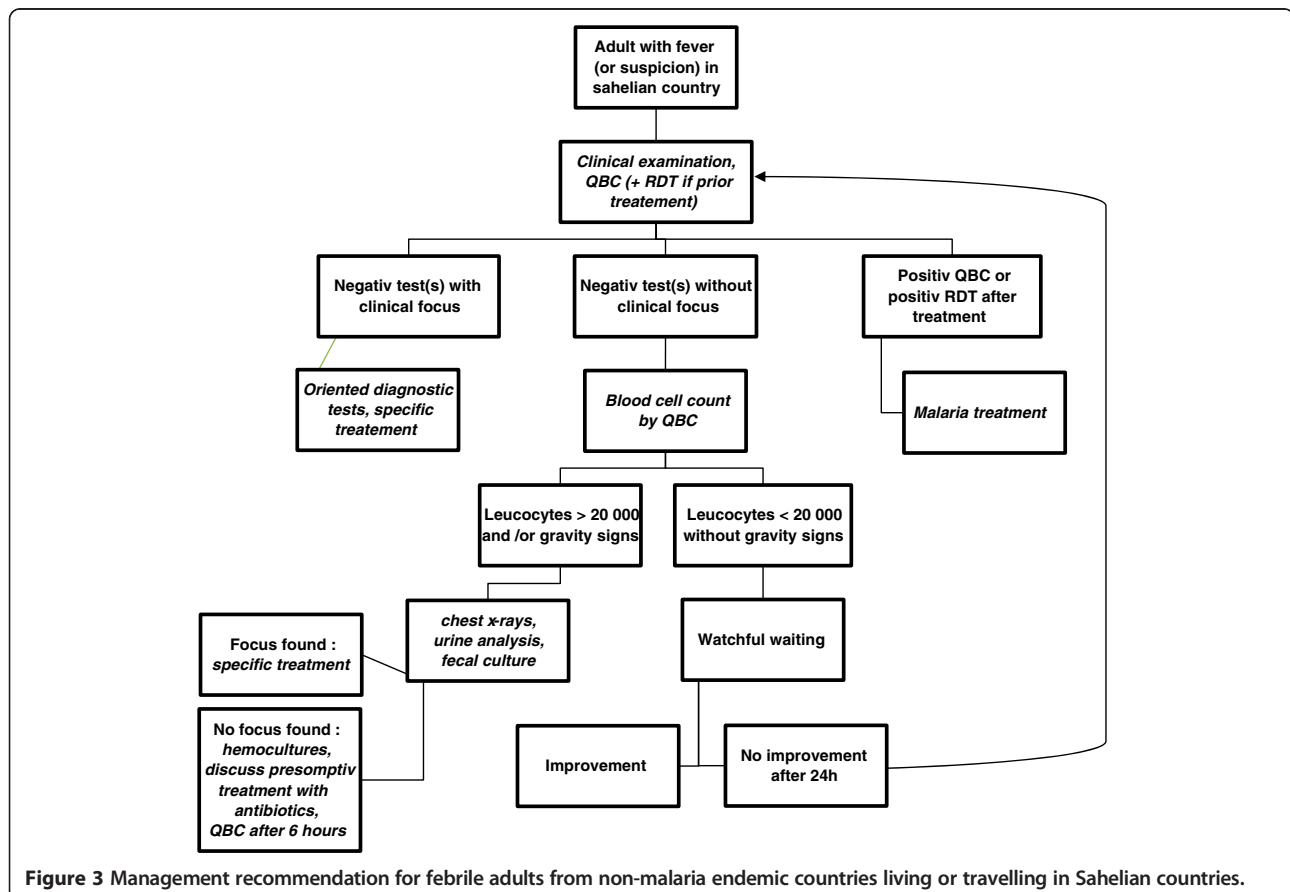 Adult with fever
(or suspicion) in
sahelian country
Clinical examination,
QBC (+ RDT if prior
treatement)
Negativ test(s) with
clinical focus
Negativ test(s) without
clinical focus
Positiv QBC or
positiv RDT after
treatment
Oriented diagnostic
tests, specific
treatement
Blood cell count
by QBC
Malaria treatment
Leucocytes > 20 000
and /or gravity signs
Leucocytes < 20 000
without gravity signs
chest x-rays,
urine analysis,
fecal culture
Watchful waiting
Focus found :
specific treatment
No focus found :
hemocultures,
discuss presomptiv
treatment with
antibiotics,
QBC after 6 hours
Improvement
No improvement
after 24h
Figure 3 Management recommendation for febrile adults from non-malaria endemic countries living or travelling in Sahelian countries.